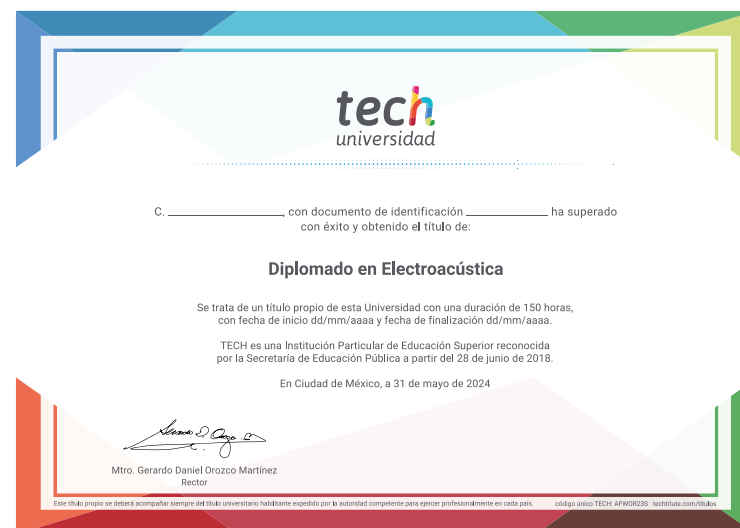 tech
universidad
C. ____________, con documento de identificación ____________ ha superado
con éxito y obtenido el título de:
Diplomado en Electroacústica
Se trata de un título propio de esta Universidad con una duración de 150 horas,
con fecha de inicio dd/mm/aaaa y fecha de finalización dd/mm/aaaa.
TECH es una Institución Particular de Educación Superior reconocida
por la Secretaría de Educación Pública a partir del 28 de junio de 2018.
En Ciudad de México, a 31 de mayo de 2024
Mtro. Gerardo Daniel Orozco Martínez
Rector
Este título propio se deberá acompañar siempre del título universitario habilitante expedido por la autoridad competente para ejercer profesionalmente en cada país. código único TECH: AFWOR23S techtitute.com/titulos